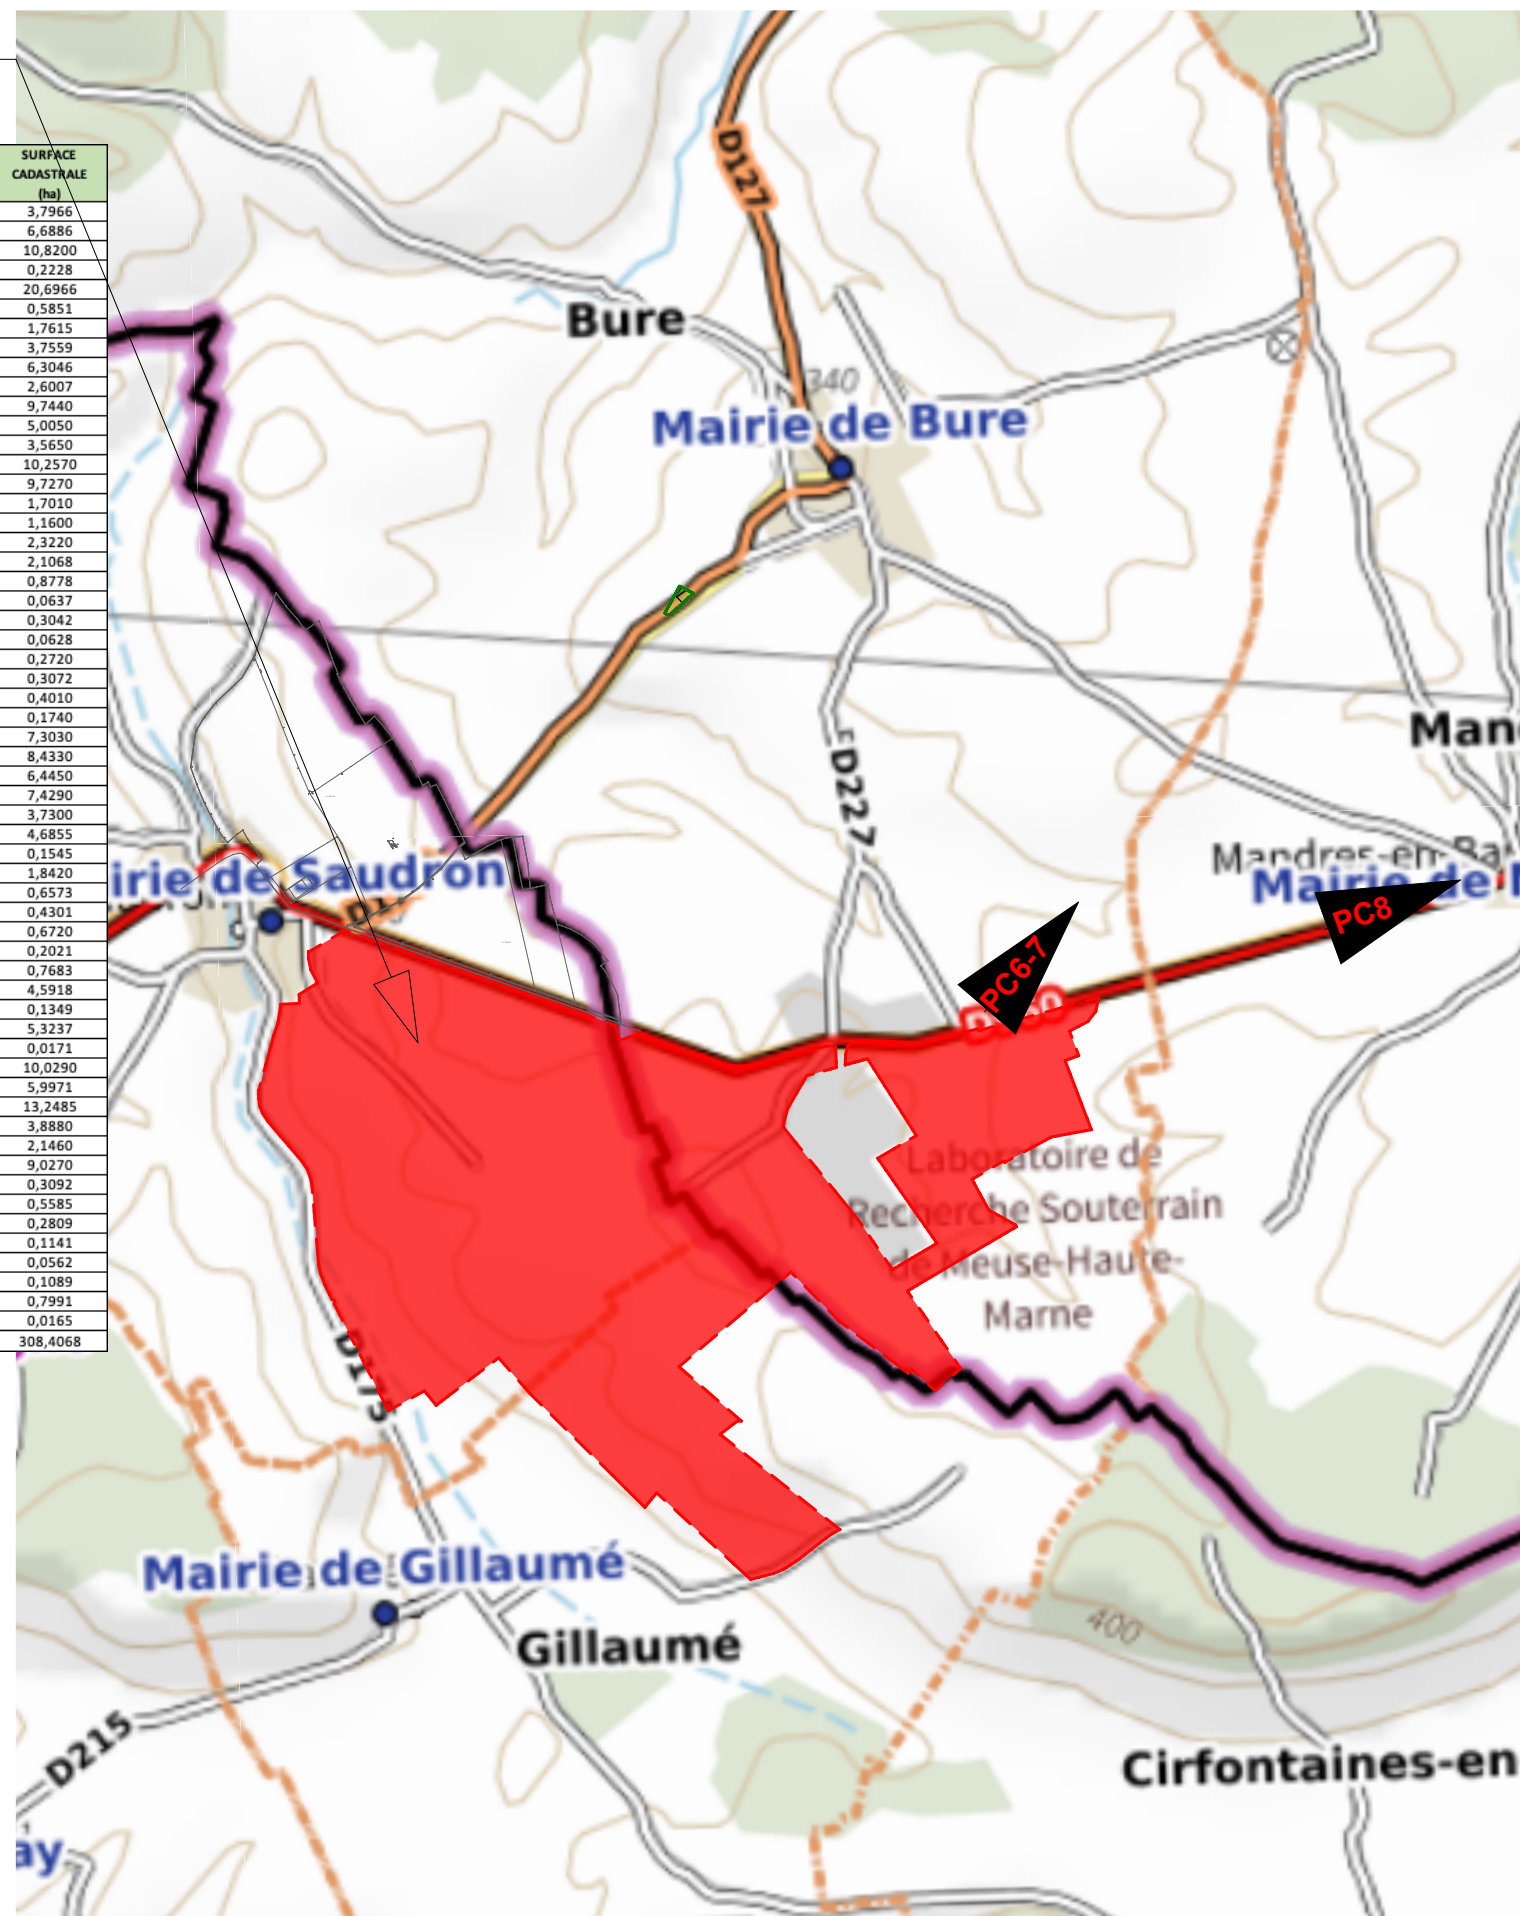 SURFACE
CADASTRALE
(ha)
3,7966
6,6886
10,8200
0,2228
20,6966
0,5851
1,7615
3,7559
6,3046
2,6007
9,7440
5,0050
3,5650
10,2570
9,7270
1,7010
1,1600
2,3220
2,1068
0,8778
0,0637
0,3042
0,0628
0,2720
0,3072
0,4010
0,1740
7,3030
8,4330
6,4450
7,4290
3,7300
4,6855
0,1545
1,8420
0,6573
0,4301
0,6720
0,2021
0,7683
4,5918
0,1349
5,3237
0,0171
10,0290
5,9971
13,2485
3,8880
2,1460
9,0270
0,3092
0,5585
0,2809
0,1141
0,0562
0,1089
0,7991
0,0165
308,4068
D127
Bure
340
Mairie de Bure
D227
Man
Mandres-en-Ba
Mairie de
PC8
PC6-7
irie de Saudron
D1
Laboratoire de
Recherche Souterrain
de Meuse-Haute-
Marne
D175
Mairie de Gillaumé
Gillaumé
400
D215
Cirfontaines-en
ay